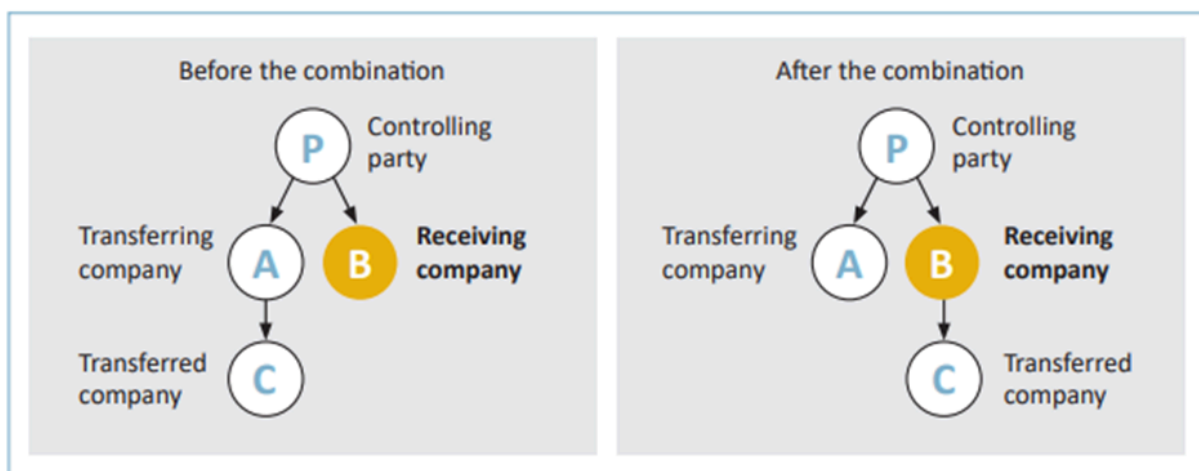 Before the combination
P
Controlling
party
Transferring
company
A
B
Receiving
company
Transferred
company
C
After the combination
P
Controlling
party
Transferring
company
A
B
Receiving
company
C
Transferred
company